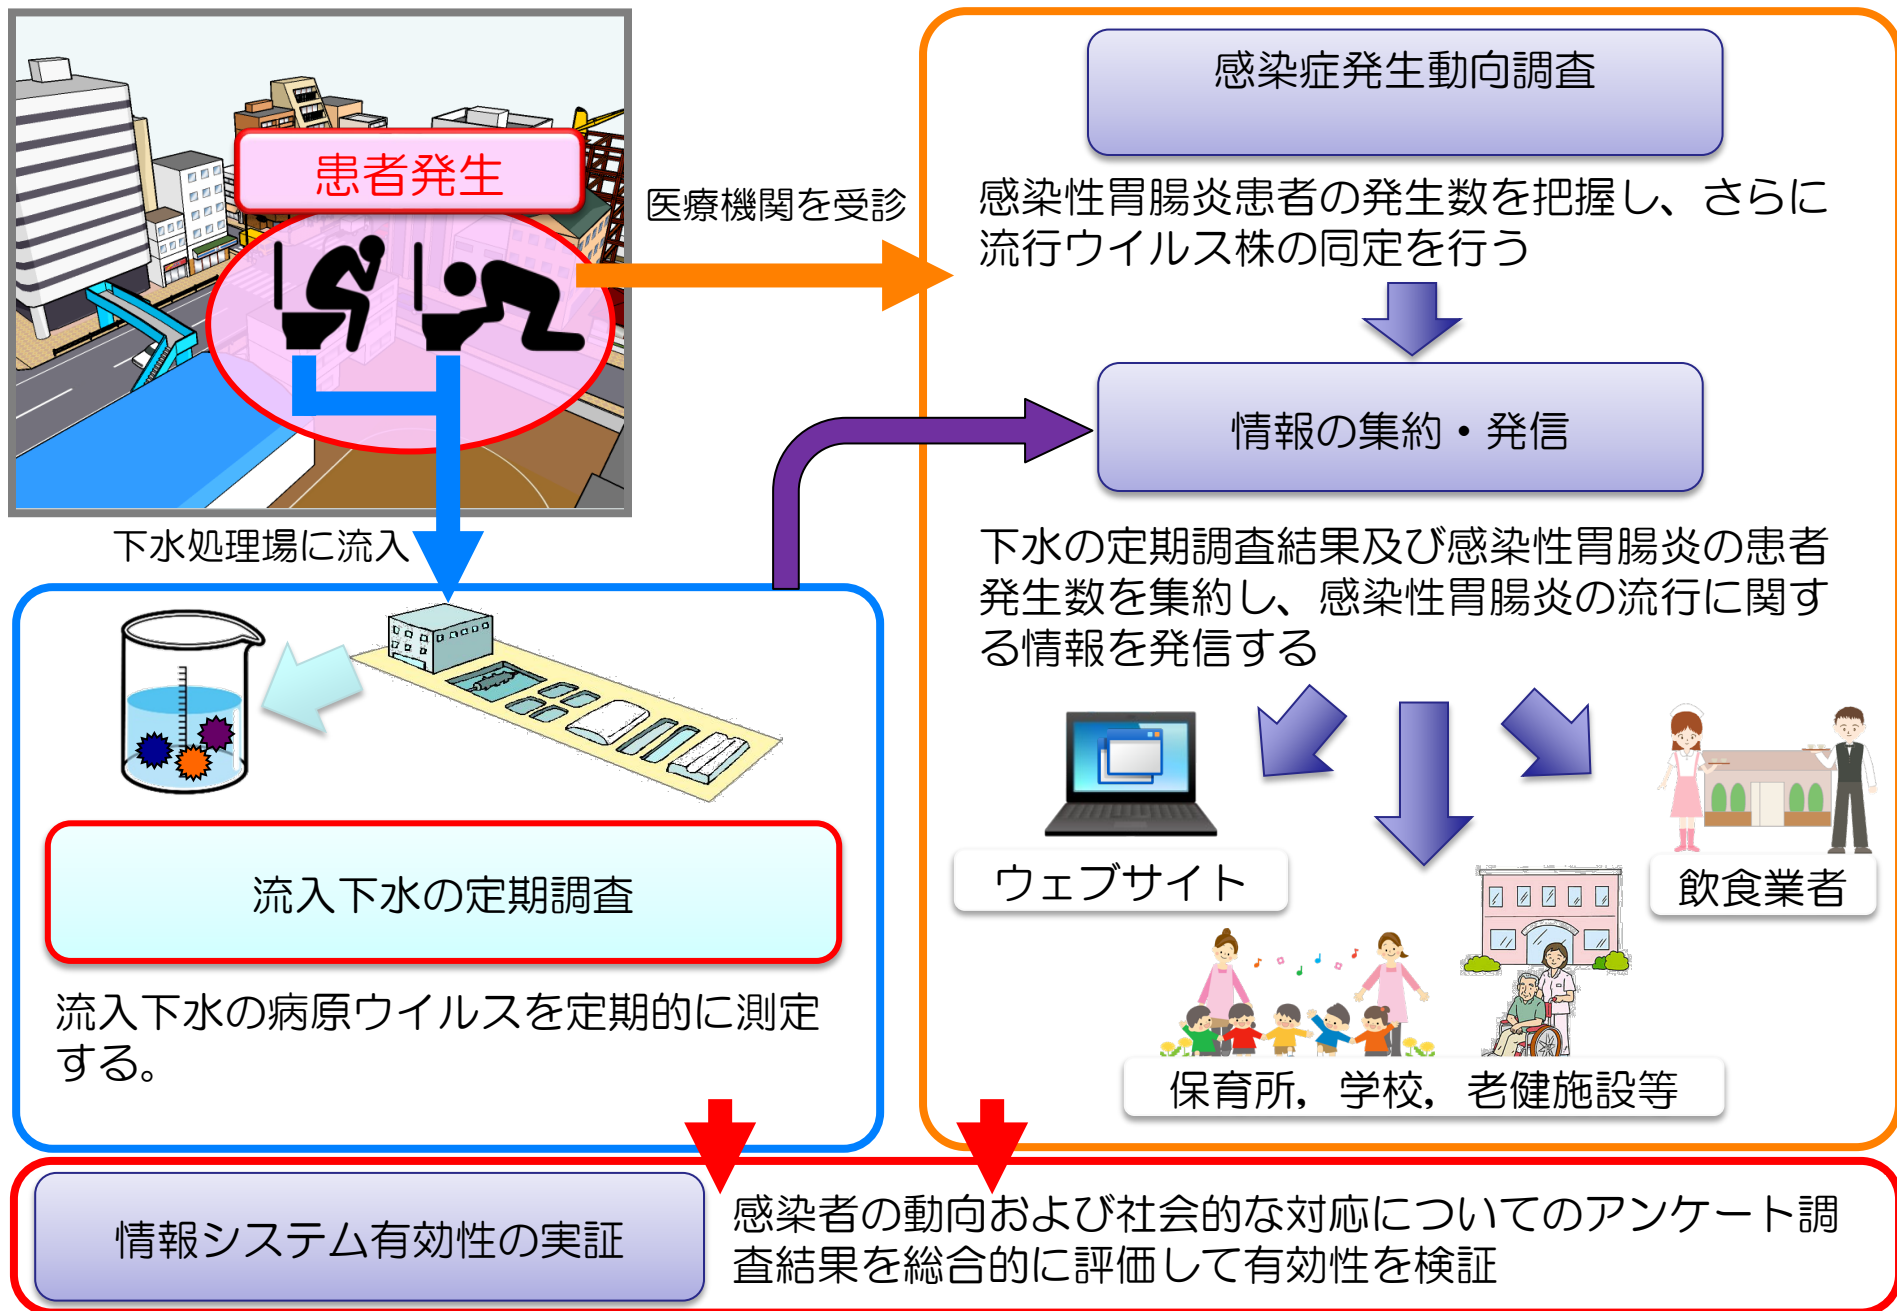 患者発生
医療機関を受診
下水処理場に流入
流入下水の定期調査
流入下水の病原ウイルスを定期的に測定
する。
感染症発生動向調査
感染性胃腸炎患者の発生数を把握し、さらに
流行ウイルス株の同定を行う
情報の集約・発信
下水の定期調査結果及び感染性胃腸炎の患者
発生数を集約し、感染性胃腸炎の流行に関す
る情報を発信する
ウェブサイト
飲食業者
保育所，学校，老健施設等
情報システム有効性の実証
感染者の動向および社会的な対応についてのアンケート調
査結果を総合的に評価して有効性を検証